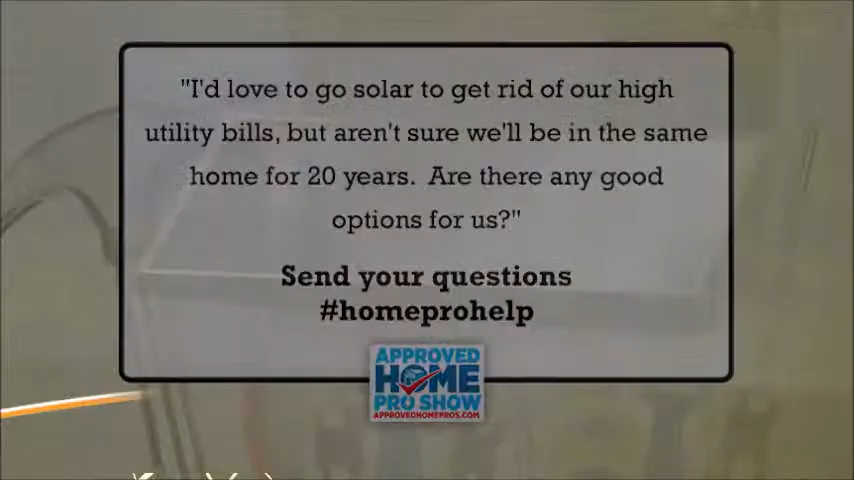 "I'd love to go solar to get rid of our high
utility bills, but aren't sure we'll be in the same
home for 20 years.  Are there any good
options for us?"
Send your questions
#homeprohelp
APPROVED
HOME
PRO SHOW
APPROVEDHOMEPROS.COM